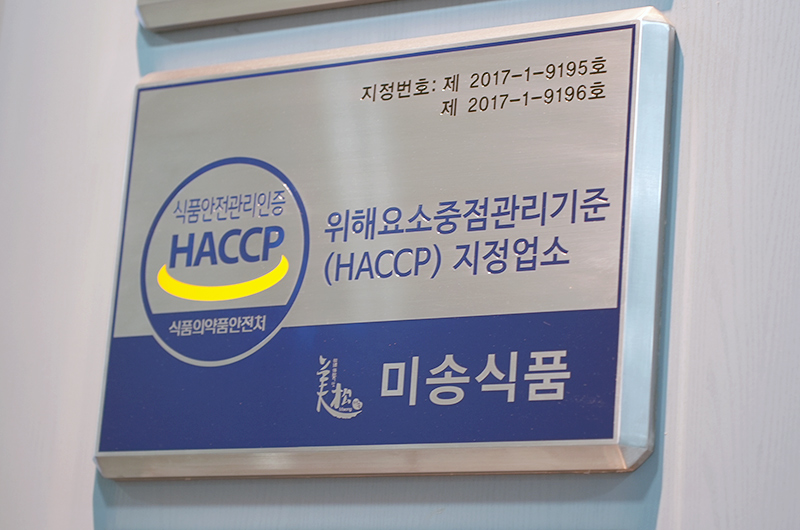 지정번호: 제 2017-1-9195호
제 2017-1-9196호
식품안전관리인증
HACCP
식품의약품안전처
위해요소중점관리기준
(HACCP) 지정업소
美松
미송식품